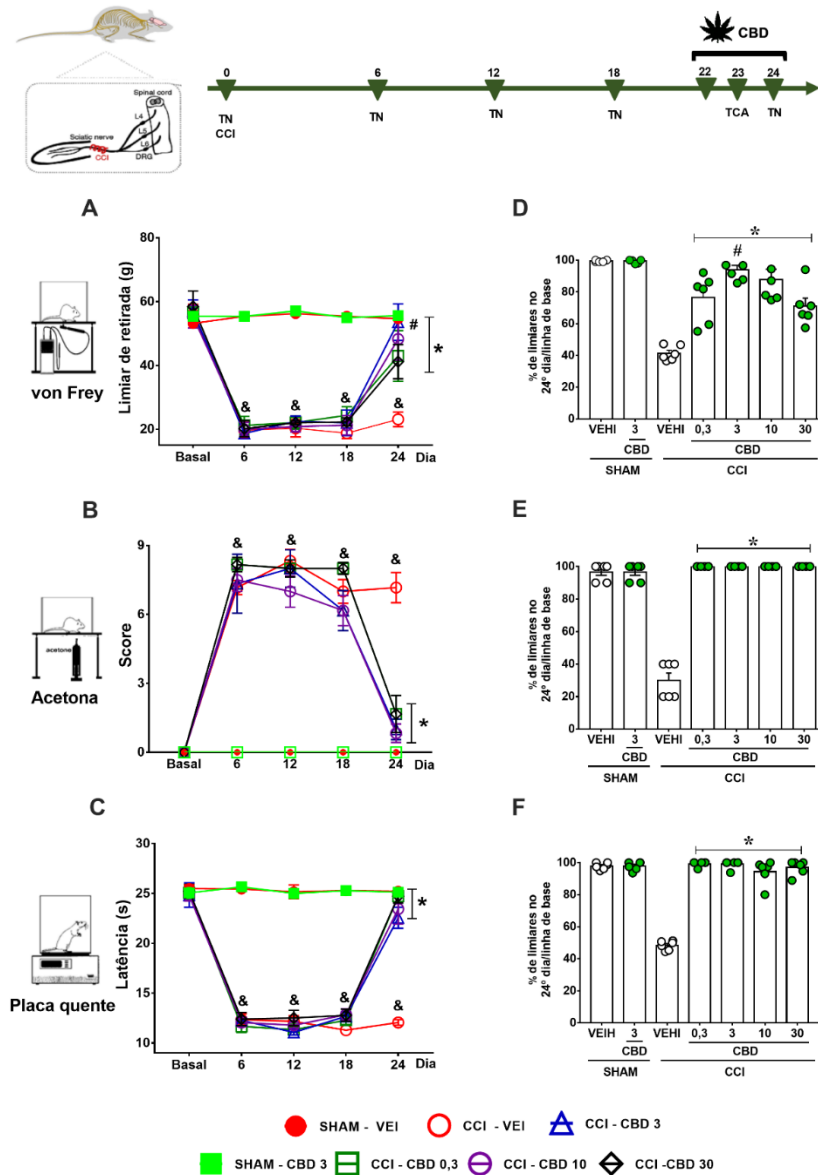 CBD
0 6 12 18 22 23 24
TN TN TN TN TCA TN
CCI
Spinal cord
L4
L5
L6
Sciatic nerve
CCI
DRG
A
von Frey
Limiar de retirada (g)
80
60
40
20
#
*
& & & &
Basal 6 12 18 24 Dia
D
% de limiares no
24º dia/linha de base
100
80
60
40
20
0
*
#
VEHI 3 VEHI 0,3 3 10 30
CBD CBD
SHAM CCI
B
acetone
Acetona
Score
9
6
3
0
& & & &
*
Basal 6 12 18 24 Dia
E
% de limiares no
24º dia/linha de base
100
80
60
40
20
0
*
VEHI 3 VEHI 0,3 3 10 30
CBD CBD
SHAM CCI
C
Placa quente
Latência (s)
30
25
20
15
10
*
& & & &
Basal 6 12 18 24 Dia
F
% de limiares no
24º dia/linha de base
100
80
60
40
20
0
*
VEIH 3 VEHI 0,3 3 10 30
CBD CBD
SHAM CCI
SHAM - VEI CCI - VEI CCI - CBD 3
SHAM - CBD 3 CCI - CBD 0,3 CCI - CBD 10 CCI -CBD 30